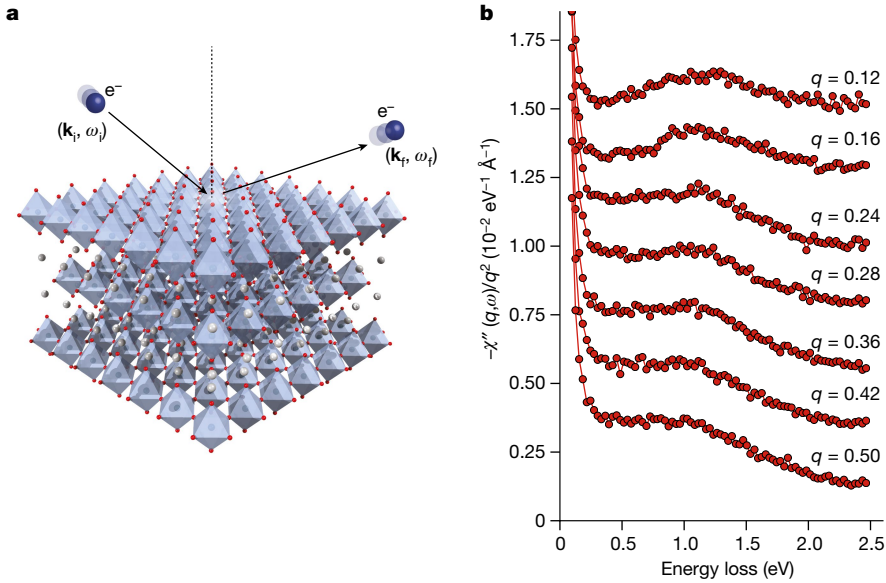 a
e⁻
(k_i, ω_i)
e⁻
(k_f, ω_f)
b
1.75
1.50
1.25
1.00
0.75
0.50
0.25
0
−χ″ (q,ω)/q² (10⁻² eV⁻¹ Å⁻¹)
q = 0.12
q = 0.16
q = 0.24
q = 0.28
q = 0.36
q = 0.42
q = 0.50
0 0.5 1.0 1.5 2.0 2.5
Energy loss (eV)